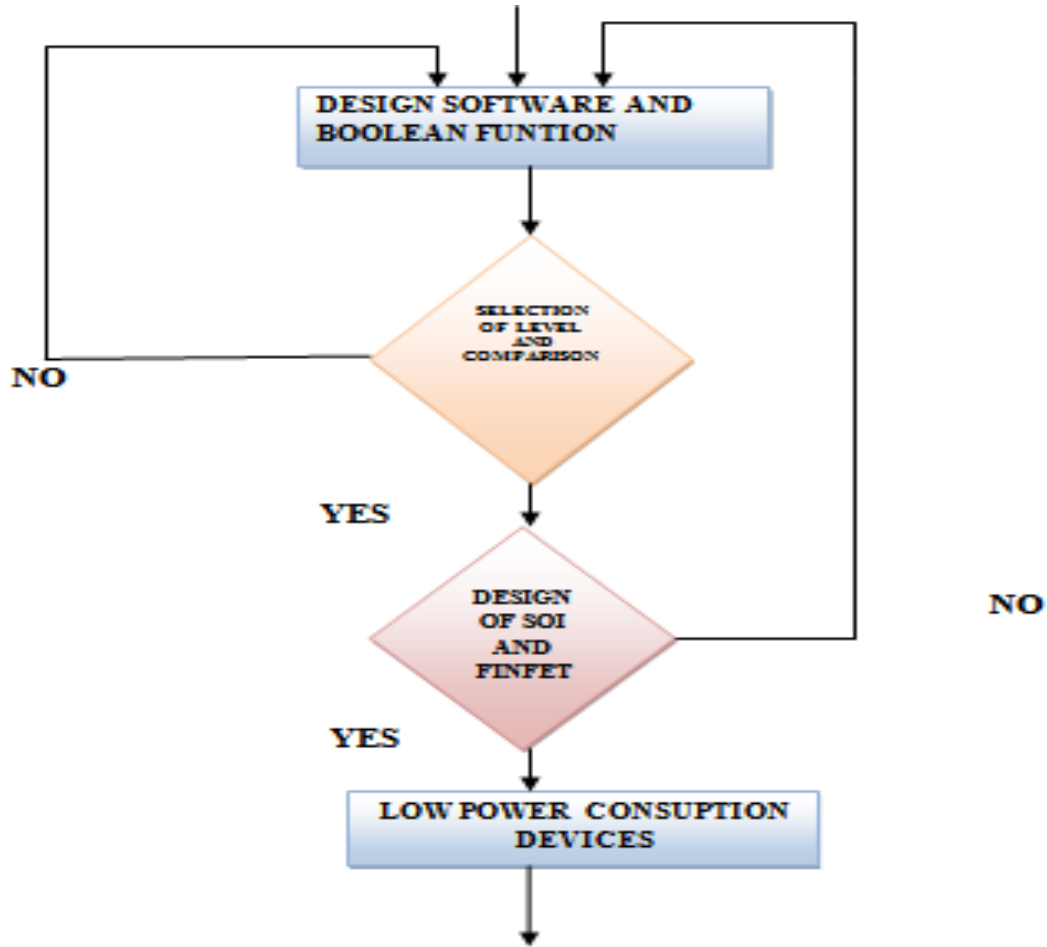 DESIGN SOFTWARE AND
BOOLEAN FUNTION
SELECTION
OF LEVEL
AND
COMPARISON
NO
YES
DESIGN
OF SOI
AND
FINFET
NO
YES
LOW POWER CONSUPTION
DEVICES